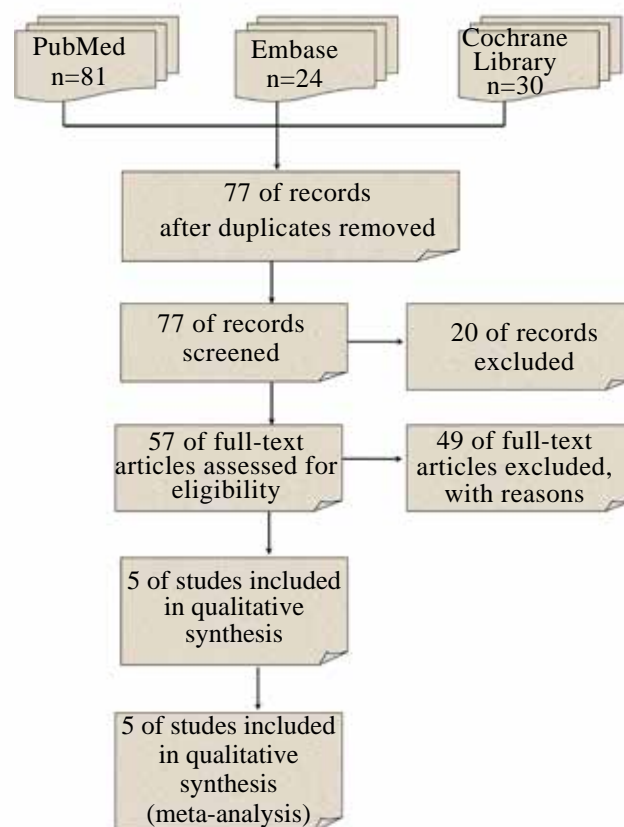 PubMed
n=81
Embase
n=24
Cochrane
Library
n=30
77 of records
after duplicates removed
77 of records
screened
20 of records
excluded
57 of full-text
articles assessed for
eligibility
49 of full-text
articles excluded,
with reasons
5 of studes included
in qualitative
synthesis
5 of studes included
in qualitative
synthesis
(meta-analysis)